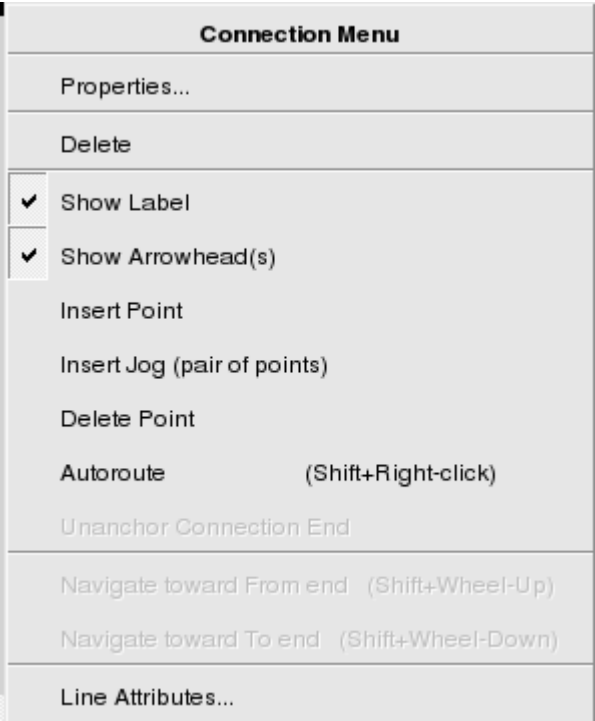 Connection Menu
Properties...
Delete
Show Label
Show Arrowhead(s)
Insert Point
Insert Jog (pair of points)
Delete Point
Autoroute (Shift+Right-click)
Unanchor Connection End
Navigate toward From end (Shift+Wheel-Up)
Navigate toward To end (Shift+Wheel-Down)
Line Attributes...